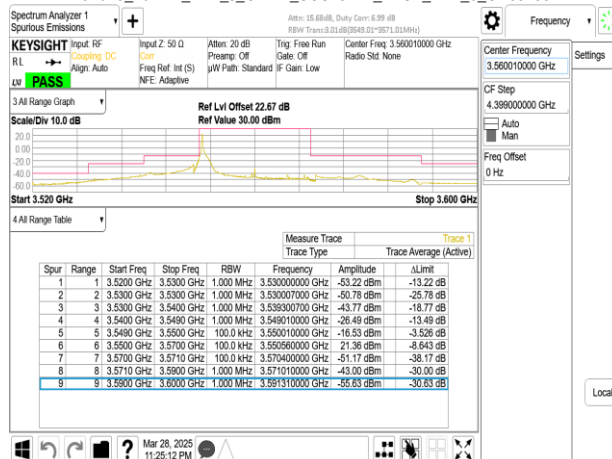 Spectrum Analyzer 1
Spurious Emissions
Attn: 15.68dB, Duty Corr: 6.99 dB
RBW Trans:3.01dB(3549.01~3571.01MHz)
Frequency
Settings
KEYSIGHT Input: RF Input Z: 50 Ω Atten: 20 dB Trig: Free Run Center Freq: 3.560010000 GHz
RL Coupling: DC Corr Preamp: Off Gate: Off Radio Std: None
Align: Auto Freq Ref: Int (S) µW Path: Standard IF Gain: Low
PASS NFE: Adaptive
Center Frequency
3.560010000 GHz
CF Step
4.399000000 GHz
Auto
Man
Freq Offset
0 Hz
3 All Range Graph
Ref Lvl Offset 22.67 dB
Scale/Div 10.0 dB Ref Value 30.00 dBm
20.0
0.00
-20.0
-40.0
-60.0
Start 3.520 GHz Stop 3.600 GHz
4 All Range Table
Measure Trace Trace 1
Trace Type Trace Average (Active)
Spur Range Start Freq Stop Freq RBW Frequency Amplitude ΔLimit
1 1 3.5200 GHz 3.5300 GHz 1.000 MHz 3.530000000 GHz -53.22 dBm -13.22 dB
2 2 3.5300 GHz 3.5300 GHz 1.000 MHz 3.530007000 GHz -50.78 dBm -25.78 dB
3 3 3.5300 GHz 3.5400 GHz 1.000 MHz 3.539300700 GHz -43.77 dBm -18.77 dB
4 4 3.5400 GHz 3.5490 GHz 1.000 MHz 3.549010000 GHz -26.49 dBm -13.49 dB
5 5 3.5490 GHz 3.5500 GHz 100.0 kHz 3.550010000 GHz -16.53 dBm -3.526 dB
6 6 3.5500 GHz 3.5700 GHz 100.0 kHz 3.550560000 GHz 21.36 dBm -8.643 dB
7 7 3.5700 GHz 3.5710 GHz 100.0 kHz 3.570400000 GHz -51.17 dBm -38.17 dB
8 8 3.5710 GHz 3.5900 GHz 1.000 MHz 3.571010000 GHz -43.00 dBm -30.00 dB
9 9 3.5900 GHz 3.6000 GHz 1.000 MHz 3.591310000 GHz -55.63 dBm -30.63 dB
Local
Mar 28, 2025
11:25:12 PM